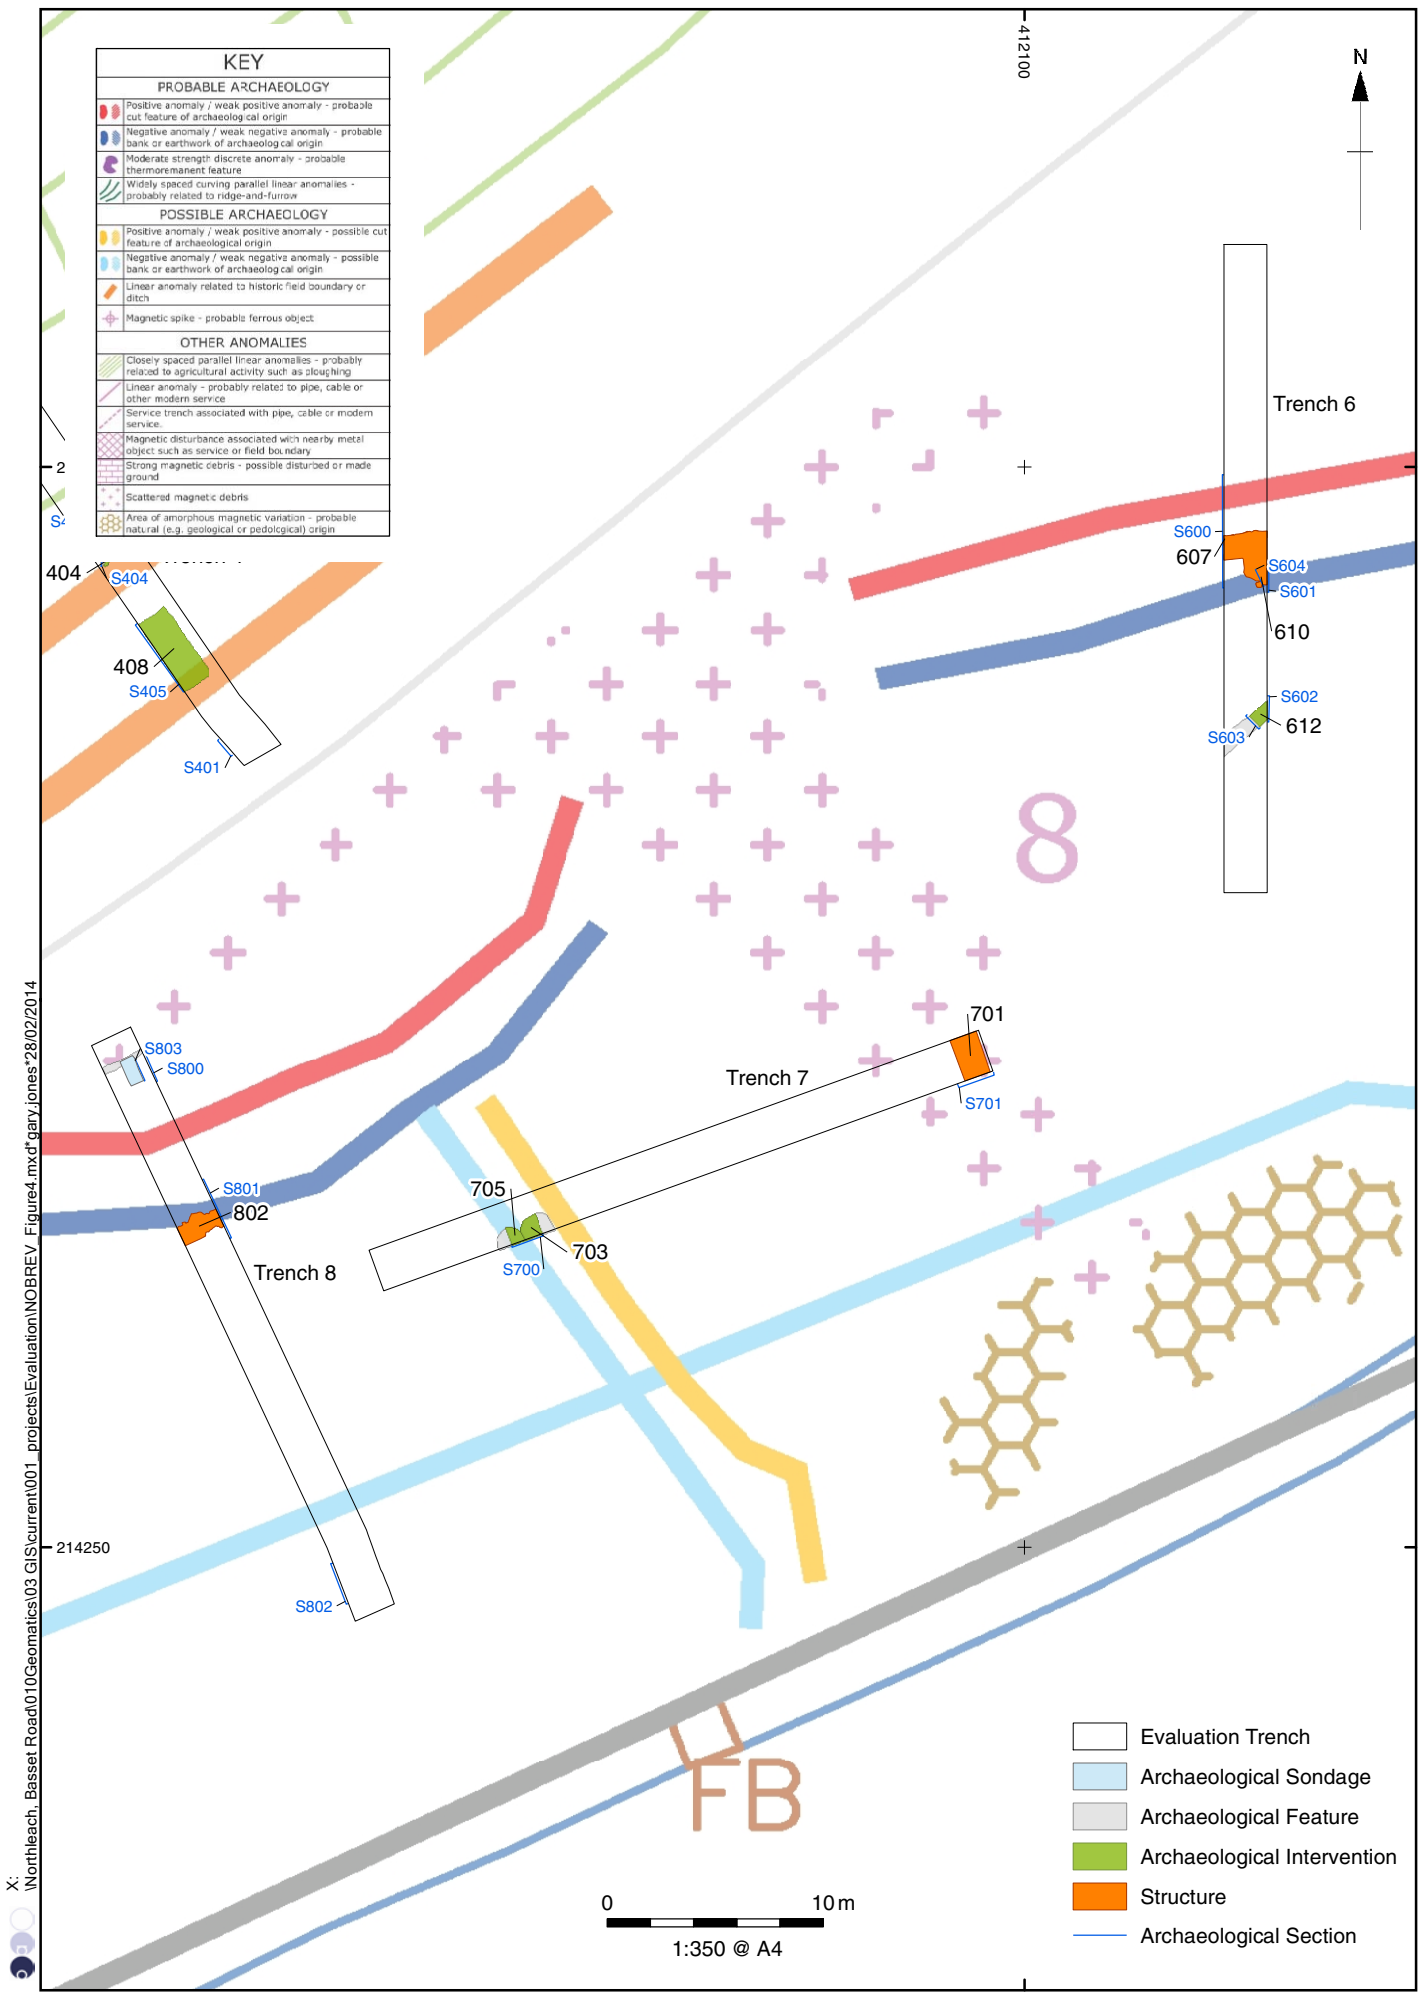 KEY
PROBABLE ARCHAEOLOGY
Positive anomaly / weak positive anomaly - probable
cut feature of archaeological origin
Negative anomaly / weak negative anomaly - probable
bank or earthwork of archaeological origin
Moderate strength discrete anomaly - probable
thermoremanent feature
Widely spaced curving parallel linear anomalies -
probably related to ridge-and-furrow
POSSIBLE ARCHAEOLOGY
Positive anomaly / weak positive anomaly - possible cut
feature of archaeological origin
Negative anomaly / weak negative anomaly - possible
bank or earthwork of archaeological origin
Linear anomaly related to historic field boundary or
ditch
Magnetic spike - probable ferrous object
OTHER ANOMALIES
Closely spaced parallel linear anomalies - probably
related to agricultural activity such as ploughing
Linear anomaly - probably related to pipe, cable or
other modern service
Service trench associated with pipe, cable or modern
service.
Magnetic disturbance associated with nearby metal
object such as service or field boundary
Strong magnetic debris - possible disturbed or made
ground
Scattered magnetic debris
Area of amorphous magnetic variation - probable
natural (e.g. geological or pedological) origin
412100
N
Trench 6
2
S4
S600
607
S604
S601
610
404
S404
408
S405
S401
S602
612
S603
8
701
Trench 7
S701
S803
S800
S801
802
Trench 8
705
703
S700
214250
S802
FB
Evaluation Trench
Archaeological Sondage
Archaeological Feature
Archaeological Intervention
Structure
Archaeological Section
0 10 m
1:350 @ A4
X:
\Northleach, Basset Road\010Geomatics\03 GIS\current\001_projects\Evaluation\NOBREV_Figure4.mxd*gary.jones*28/02/2014